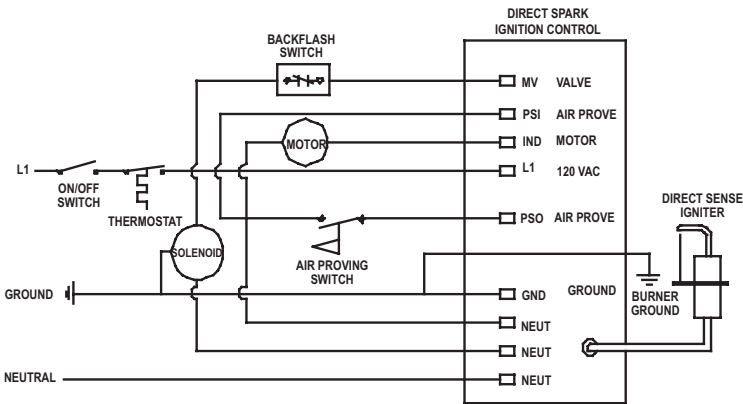 DIRECT SPARK
IGNITION CONTROL
BACKFLASH
SWITCH
MV VALVE
PSI AIR PROVE
MOTOR
IND MOTOR
L1
L1 120 VAC
ON/OFF
SWITCH
THERMOSTAT
DIRECT SENSE
IGNITER
PSO AIR PROVE
SOLENOID
AIR PROVING
SWITCH
GROUND
GND GROUND
BURNER
GROUND
NEUT
NEUT
NEUTRAL
NEUT